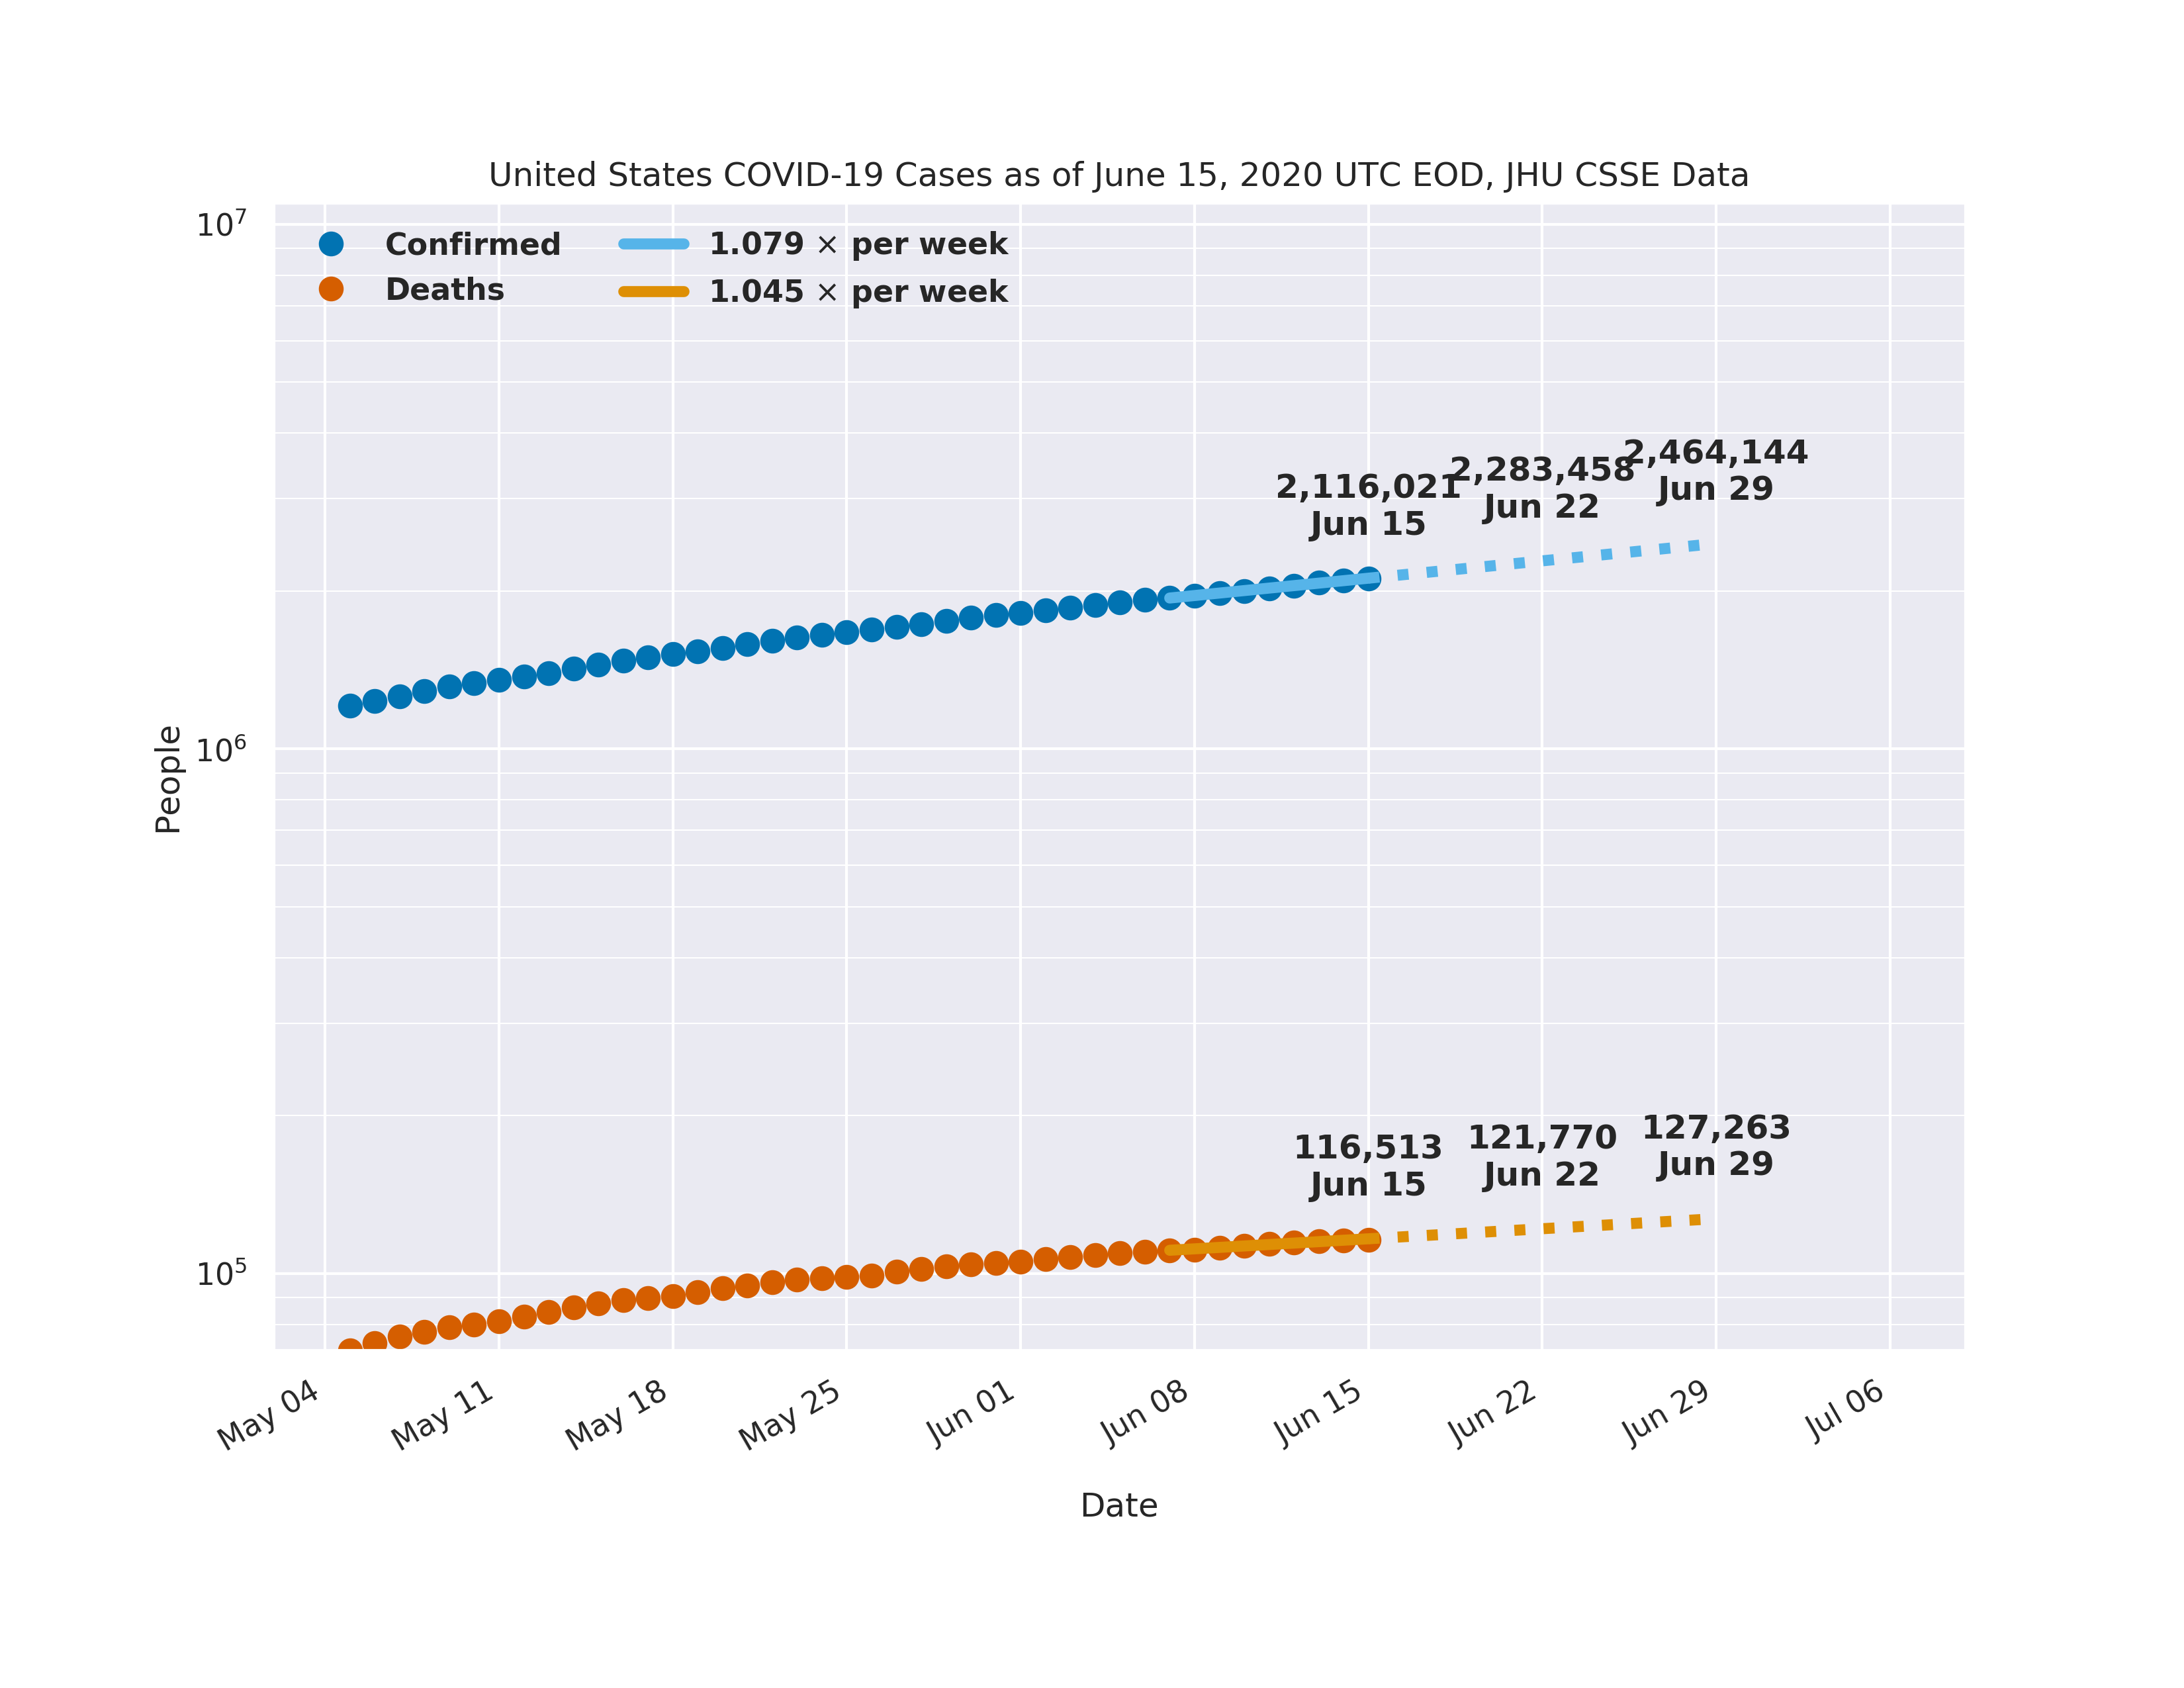 United States COVID-19 Cases as of June 15, 2020 UTC EOD, JHU CSSE Data
10⁷
Confirmed
1.079 × per week
Deaths
1.045 × per week
2,116,021
Jun 15
2,283,458
Jun 22
2,464,144
Jun 29
People
10⁶
116,513
Jun 15
121,770
Jun 22
127,263
Jun 29
10⁵
May 04
May 11
May 18
May 25
Jun 01
Jun 08
Jun 15
Jun 22
Jun 29
Jul 06
Date